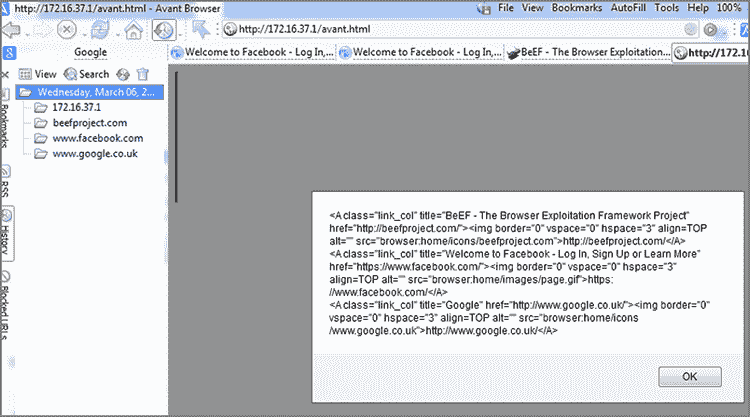 http://172.16.37.1/avant.html - Avant Browser
File View Bookmarks AutoFill Tools Help 100%
http://172.16.37.1/avant.html
Google
Welcome to Facebook - Log In,...
Welcome to Facebook - Log In,...
BeEF - The Browser Exploitation...
http://172.1
View Search
Wednesday, March 06, 2...
172.16.37.1
beefproject.com
www.facebook.com
www.google.co.uk
Bookmarks
RSS
History
Blocked URLs
<A class="link_col" title="BeEF - The Browser Exploitation Framework Project"
href="http://beefproject.com/"><img border="0" vspace="0" hspace="3" align=TOP
alt="" src="browser:home/icons/beefproject.com">http://beefproject.com/</A>
<A class="link_col" title="Welcome to Facebook - Log In, Sign Up or Learn More"
href="https://www.facebook.com/"><img border="0" vspace="0" hspace="3"
align=TOP alt="" src="browser:home/images/page.gif">https:
//www.facebook.com/</A>
<A class="link_col" title="Google" href="http://www.google.co.uk/"><img border="0"
vspace="0" hspace="3" align=TOP alt="" src="browser:home/icons
/www.google.co.uk">http://www.google.co.uk/</A>
OK